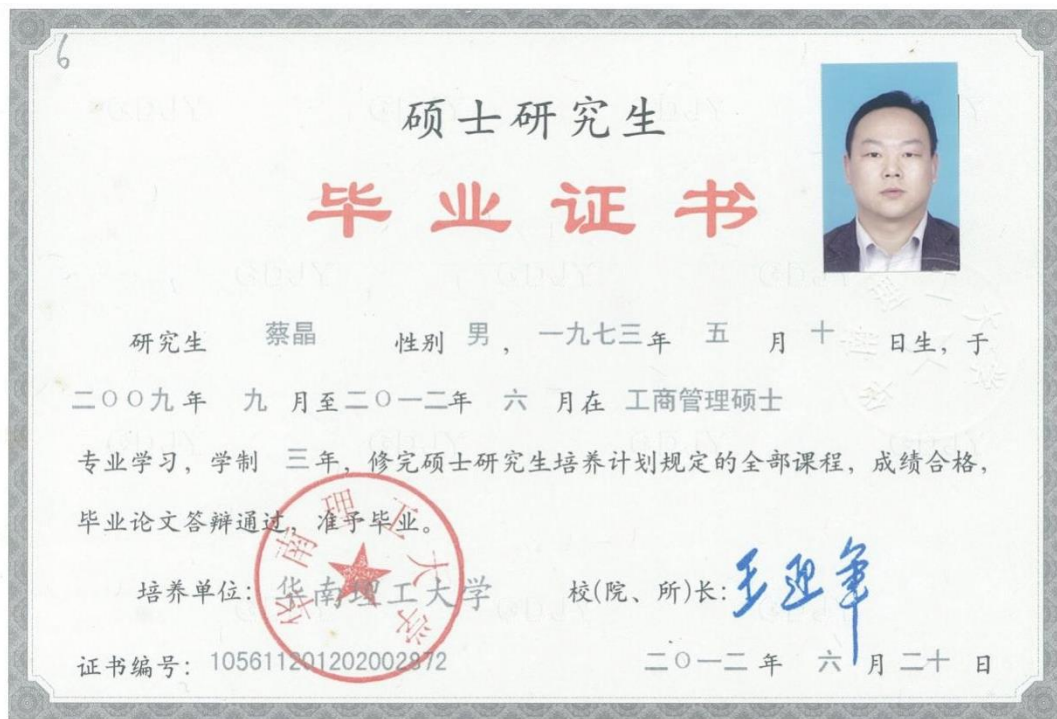 6
硕士研究生
毕业证书
研究生 蔡晶 性别 男 , 一九七三年 五 月 十 日生, 于
二○○九年 九 月至二○一二年 六 月在 工商管理硕士
专业学习, 学制 三年, 修完硕士研究生培养计划规定的全部课程, 成绩合格,
毕业论文答辩通过, 准予毕业。
培养单位: 华南理工大学 校(院、所)长: 王迎军
华南理工大学
证书编号: 105611201202002872 二○一二 年 六 月 二十 日